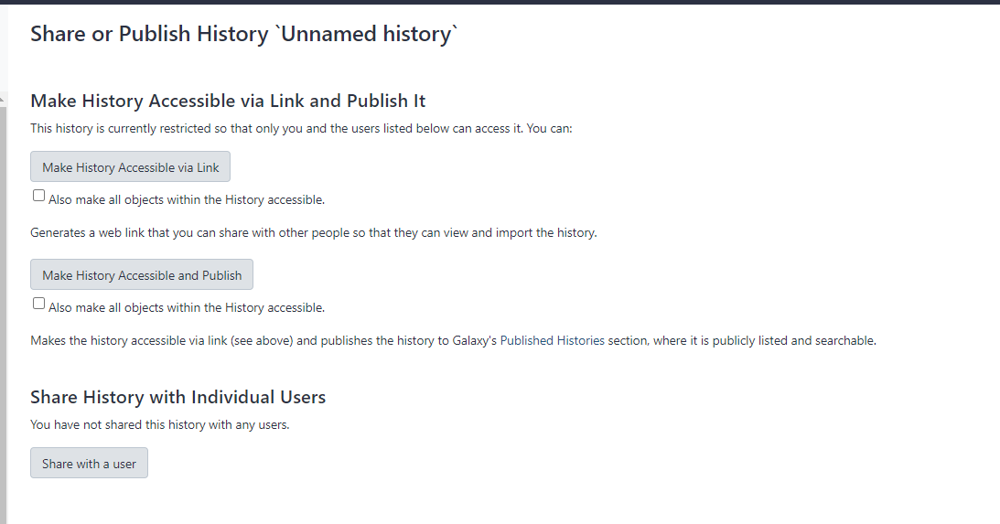 Share or Publish History `Unnamed history`
Make History Accessible via Link and Publish It
This history is currently restricted so that only you and the users listed below can access it. You can:
Make History Accessible via Link
Also make all objects within the History accessible.
Generates a web link that you can share with other people so that they can view and import the history.
Make History Accessible and Publish
Also make all objects within the History accessible.
Makes the history accessible via link (see above) and publishes the history to Galaxy's Published Histories section, where it is publicly listed and searchable.
Share History with Individual Users
You have not shared this history with any users.
Share with a user